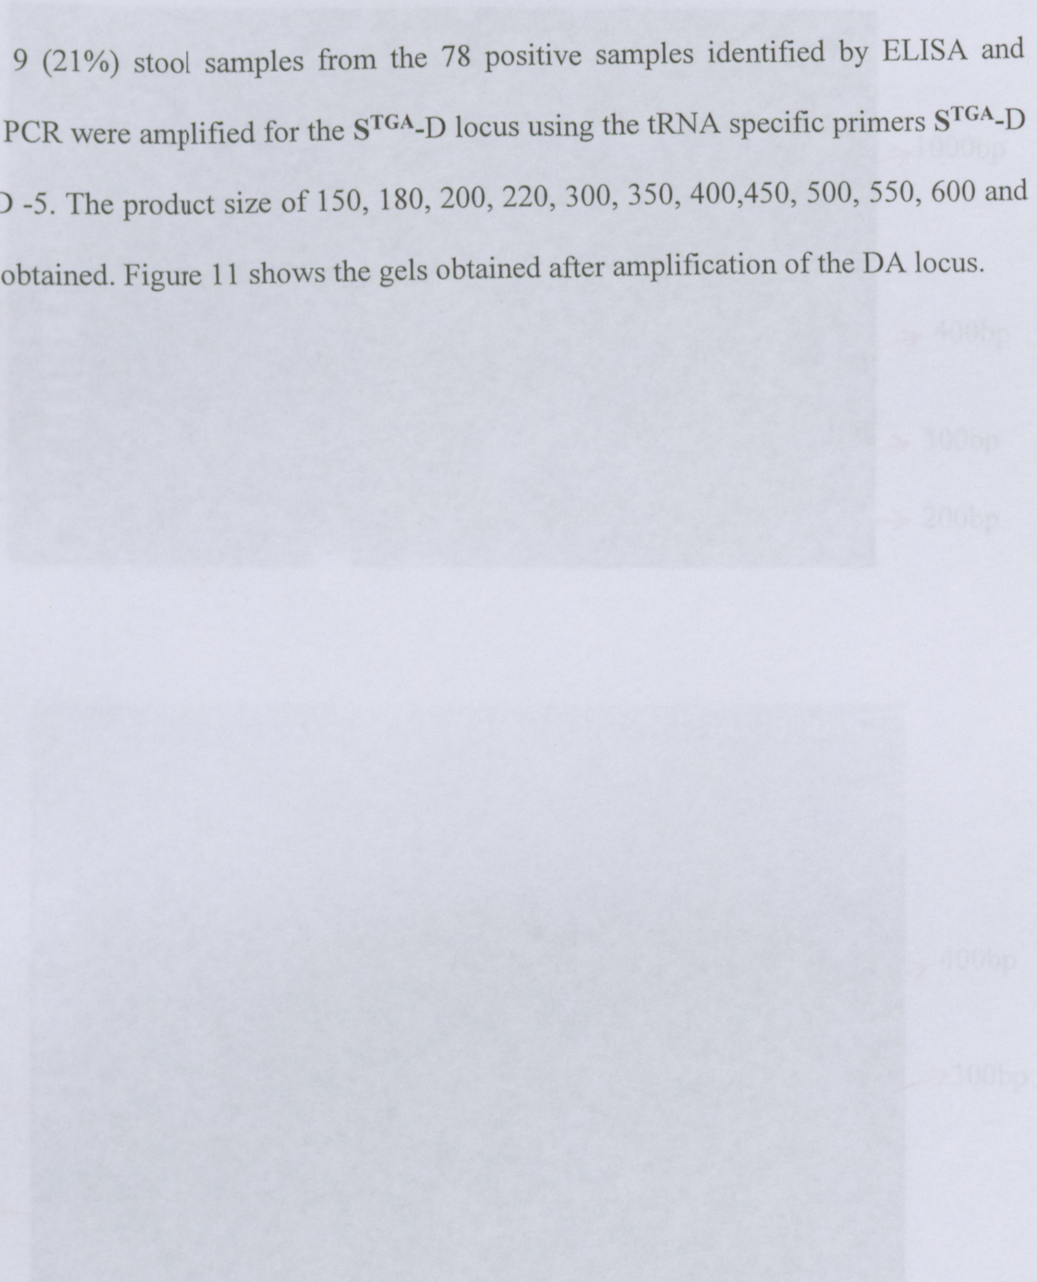 9 (21%) stool samples from the 78 positive samples identified by ELISA and
PCR were amplified for the Sᵀᴳᴬ-D locus using the tRNA specific primers Sᵀᴳᴬ-D
-5. The product size of 150, 180, 200, 220, 300, 350, 400,450, 500, 550, 600 and
obtained. Figure 11 shows the gels obtained after amplification of the DA locus.
1000bp
400bp
300bp
200bp
400bp
300bp